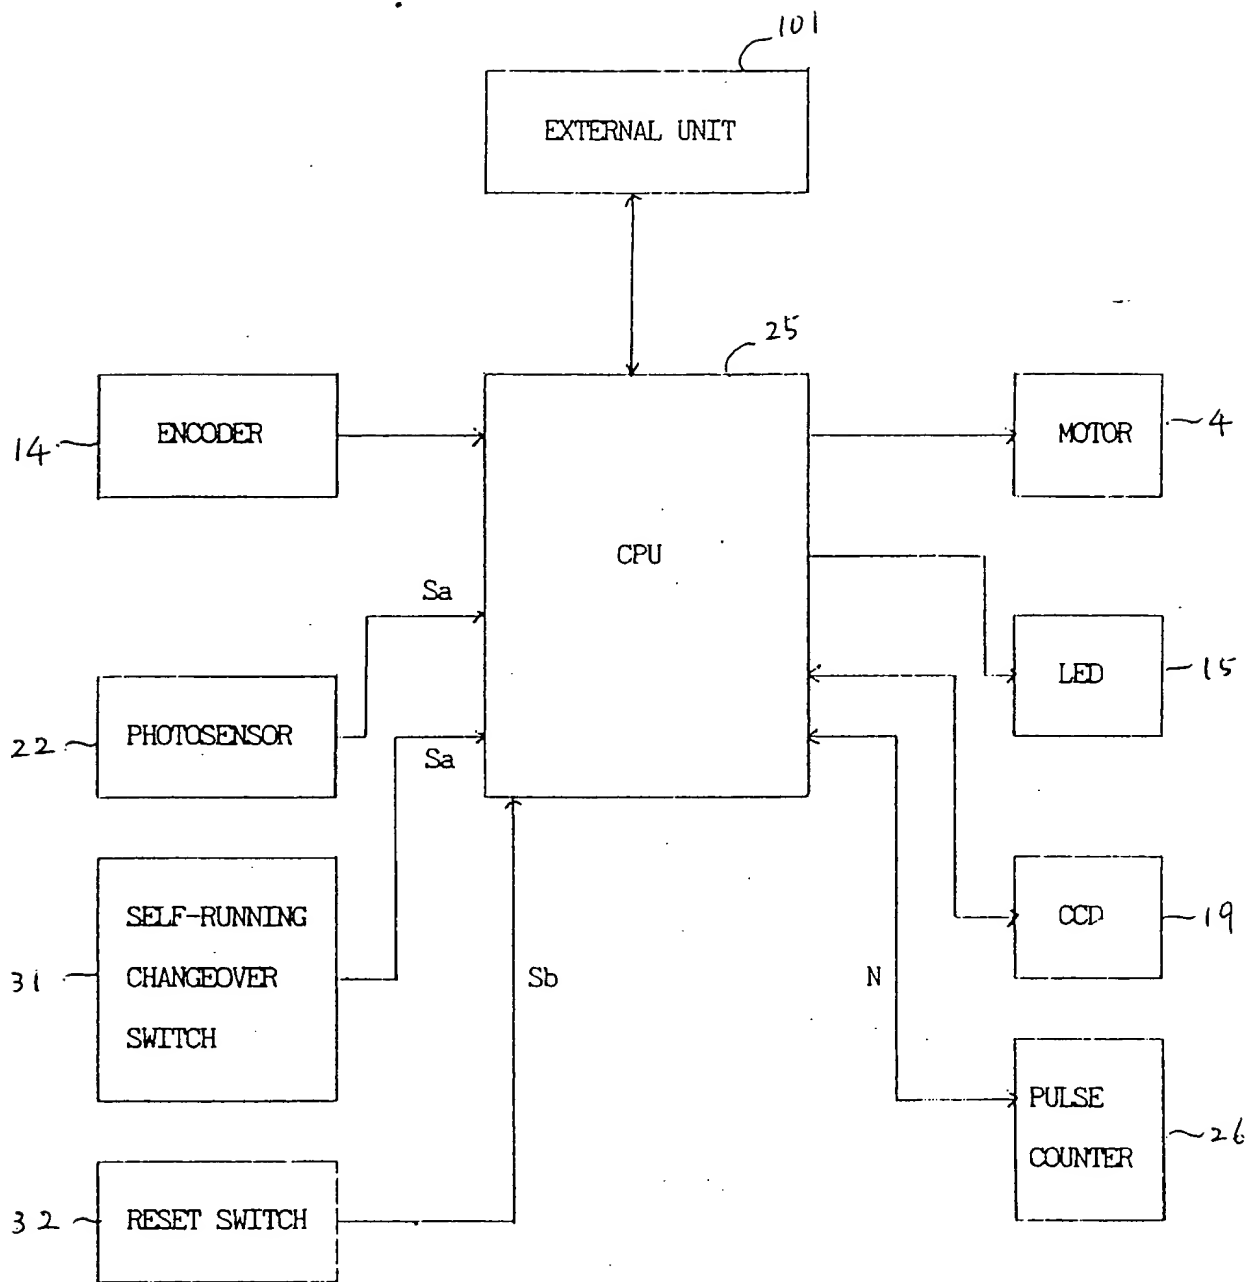 101
EXTERNAL UNIT
25
14
ENCODER
MOTOR
4
CPU
Sa
LED
15
22
PHOTOSENSOR
Sa
31
SELF-RUNNING
CHANGEOVER
SWITCH
Sb
N
CCD
19
PULSE
COUNTER
26
32
RESET SWITCH